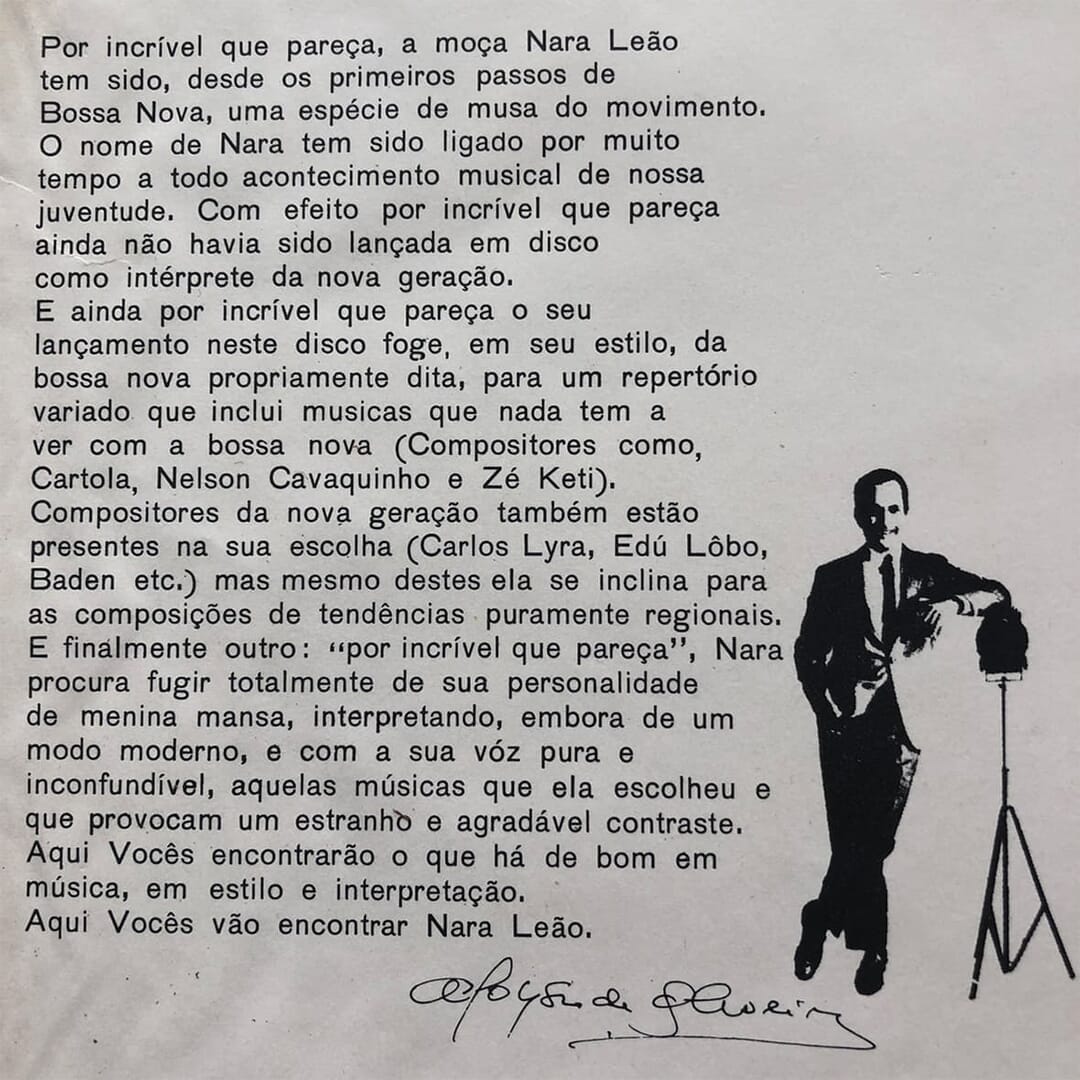 Por incrível que pareça, a moça Nara Leão
tem sido, desde os primeiros passos de
Bossa Nova, uma espécie de musa do movimento.
O nome de Nara tem sido ligado por muito
tempo a todo acontecimento musical de nossa
juventude. Com efeito por incrível que pareça
ainda não havia sido lançada em disco
como intérprete da nova geração.
E ainda por incrível que pareça o seu
lançamento neste disco foge, em seu estilo, da
bossa nova propriamente dita, para um repertório
variado que inclui musicas que nada tem a
ver com a bossa nova (Compositores como,
Cartola, Nelson Cavaquinho e Zé Keti).
Compositores da nova geração também estão
presentes na sua escolha (Carlos Lyra, Edú Lôbo,
Baden etc.) mas mesmo destes ela se inclina para
as composições de tendências puramente regionais.
E finalmente outro: “por incrível que pareça”, Nara
procura fugir totalmente de sua personalidade
de menina mansa, interpretando, embora de um
modo moderno, e com a sua vóz pura e
inconfundível, aquelas músicas que ela escolheu e
que provocam um estranho e agradável contraste.
Aqui Vocês encontrarão o que há de bom em
música, em estilo e interpretação.
Aqui Vocês vão encontrar Nara Leão.
Aloysio de Oliveira